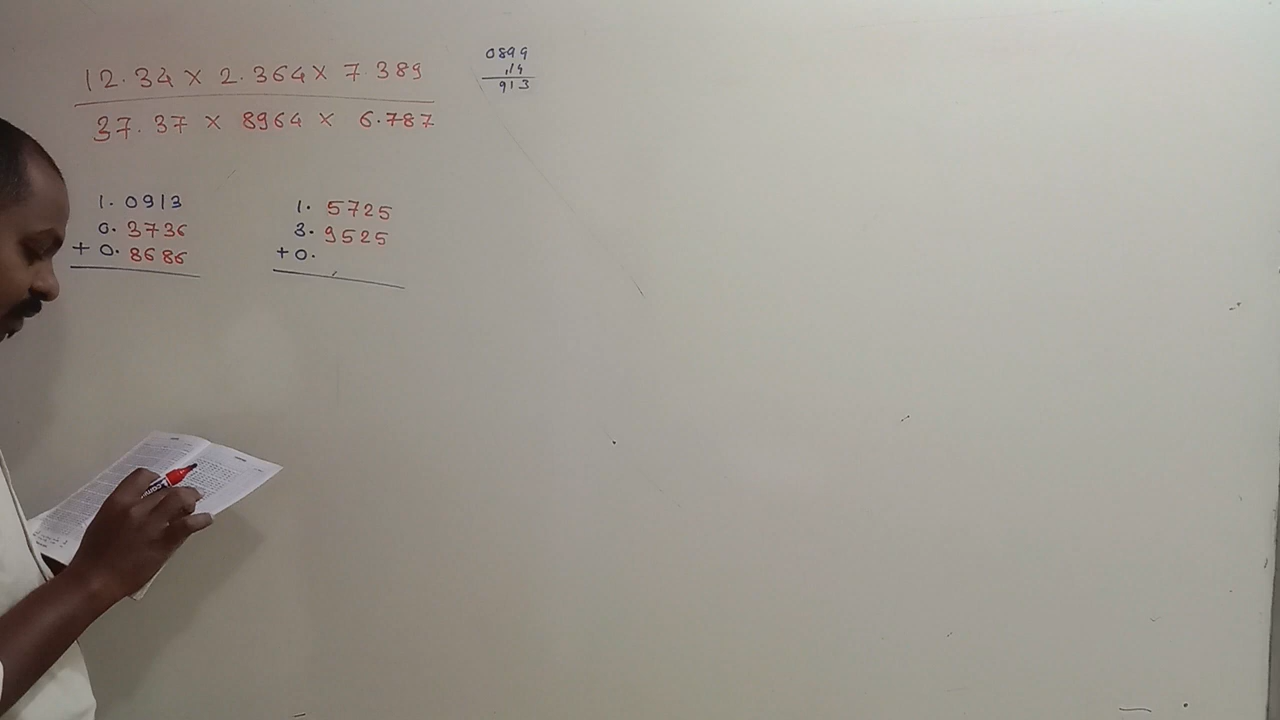 12.34 × 2.364 × 7.389
37.37 × 8964 × 6.787
0899
14
913
1. 0913
0. 3736
+ 0. 8686
1. 5725
3. 9525
+ 0.